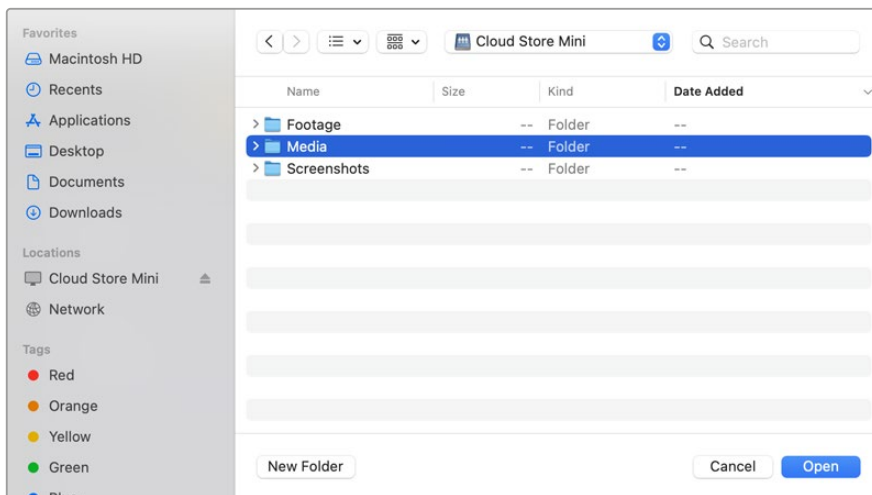 Favorites
Macintosh HD
Recents
Applications
Desktop
Documents
Downloads
Locations
Cloud Store Mini
Network
Tags
Red
Orange
Yellow
Green
Cloud Store Mini
Search
Name Size Kind Date Added
Footage -- Folder --
Media -- Folder --
Screenshots -- Folder --
New Folder Cancel Open